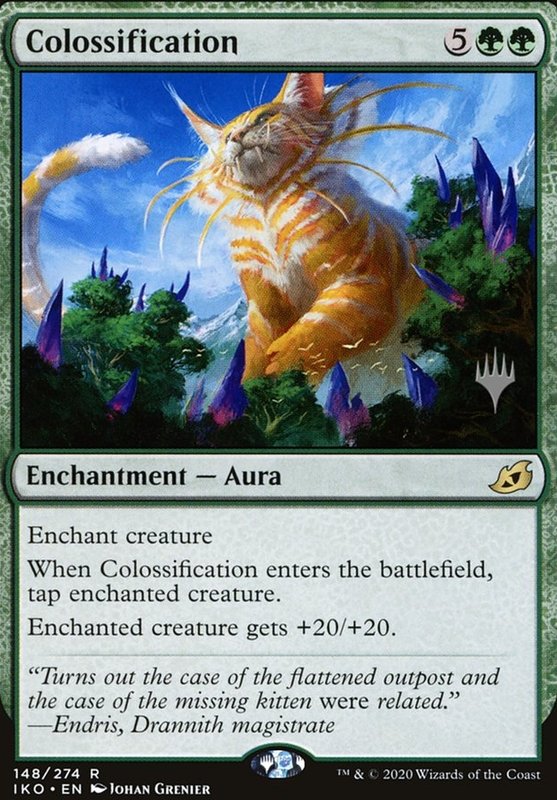 Colossification 5
Enchantment — Aura
Enchant creature
When Colossification enters the battlefield,
tap enchanted creature.
Enchanted creature gets +20/+20.
“Turns out the case of the flattened outpost and
the case of the missing kitten were related.”
—Endris, Drannith magistrate
148/274 R
IKO • EN Johan Grenier
™ & © 2020 Wizards of the Coast